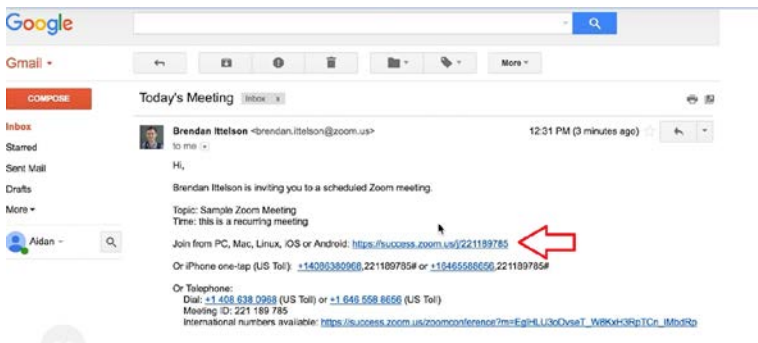 Google
Gmail
More
COMPOSE
Today's Meeting Inbox x
Inbox
Starred
Sent Mail
Drafts
More
Aidan
Brendan Ittelson <brendan.ittelson@zoom.us> 12:31 PM (3 minutes ago)
to me
Hi,
Brendan Ittelson is inviting you to a scheduled Zoom meeting.
Topic: Sample Zoom Meeting
Time: this is a recurring meeting
Join from PC, Mac, Linux, iOS or Android: https://success.zoom.us/j/221189785
Or iPhone one-tap (US Toll): +14086380968,221189785# or +16465588656,221189785#
Or Telephone:
Dial: +1 408 638 0968 (US Toll) or +1 646 558 8656 (US Toll)
Meeting ID: 221 189 785
International numbers available: